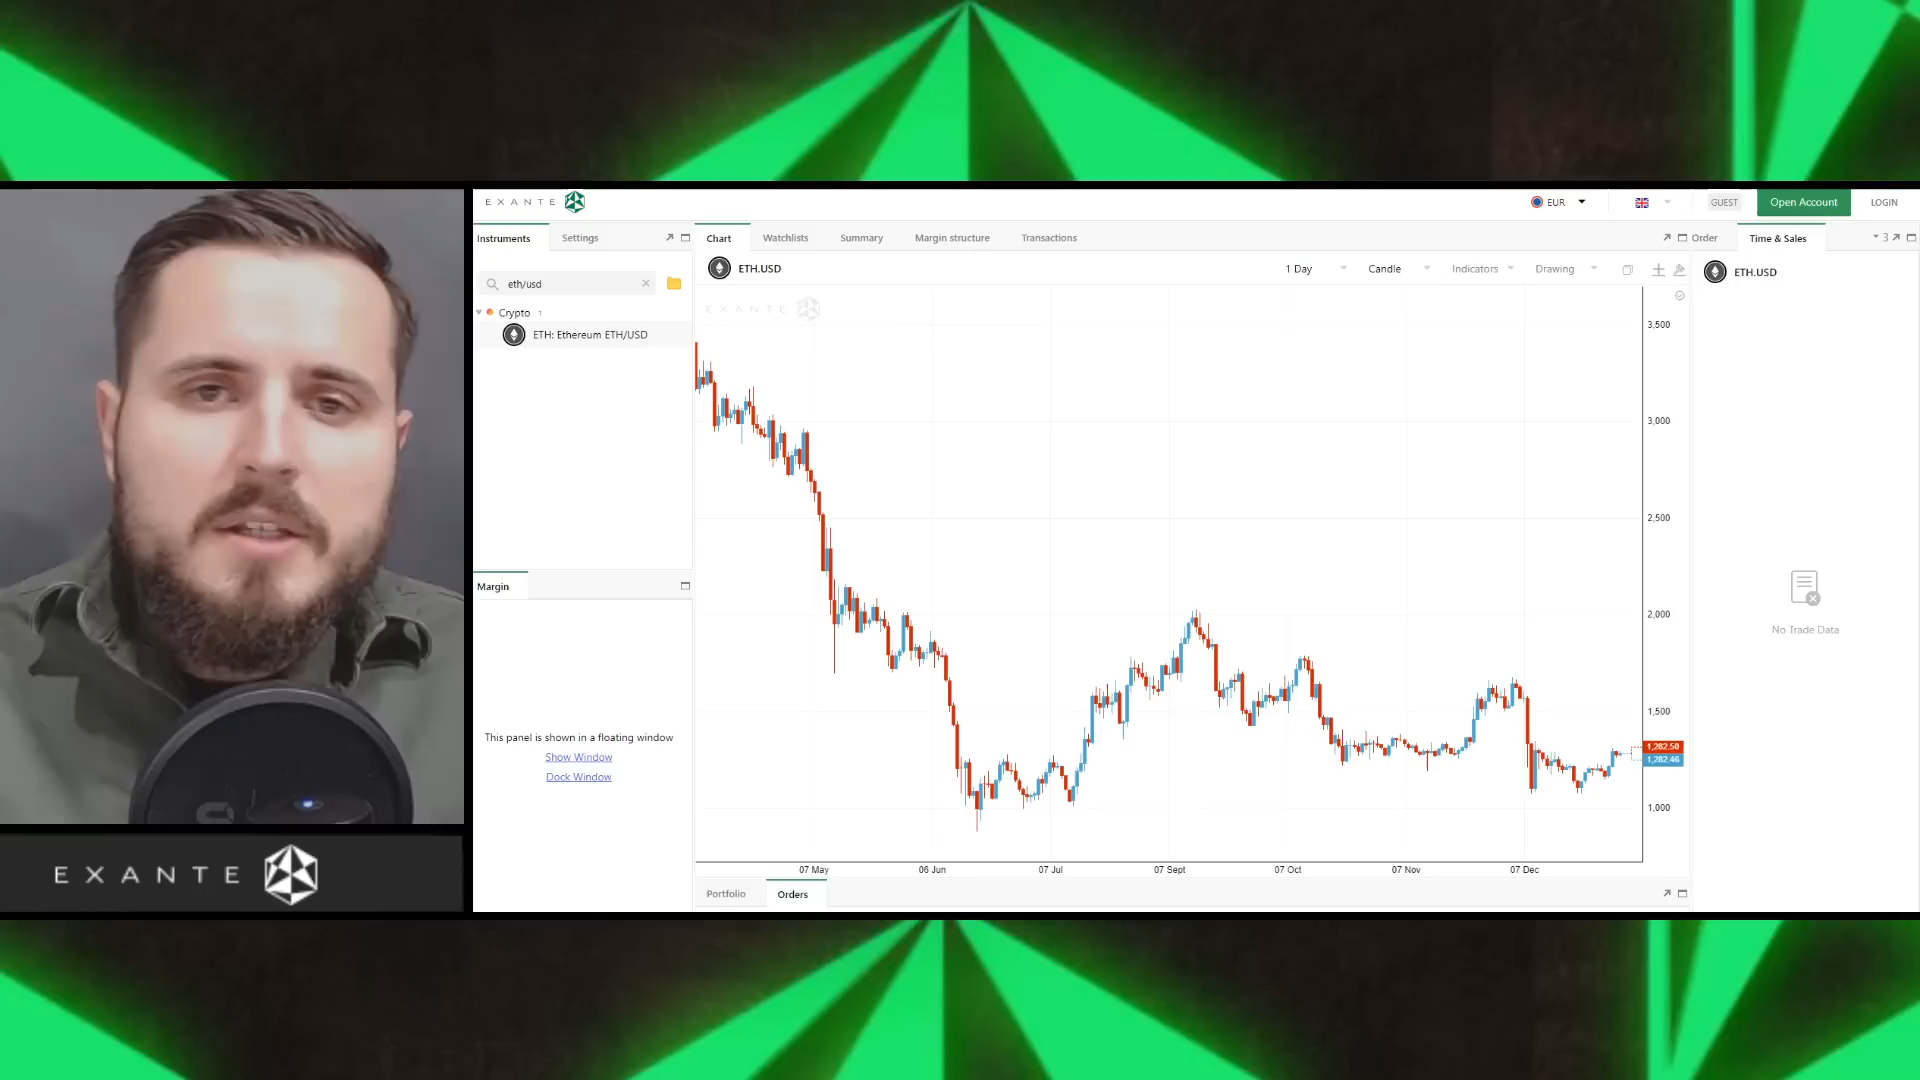 EXANTE
EUR
GUEST
Open Account
LOGIN
Instruments
Settings
Chart
Watchlists
Summary
Margin structure
Transactions
Order
Time & Sales
3
eth/usd
ETH.USD
1 Day
Candle
Indicators
Drawing
ETH.USD
EXANTE
Crypto 1
ETH: Ethereum ETH/USD
3,500
3,000
2,500
2,000
1,500
1,282.50
1,282.46
1,000
No Trade Data
Margin
This panel is shown in a floating window
Show Window
Dock Window
07 May
06 Jun
07 Jul
07 Sept
07 Oct
07 Nov
07 Dec
Portfolio
Orders
EXANTE